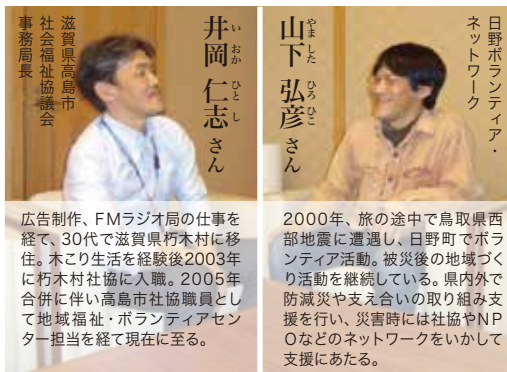 日野ボランティア・
ネットワーク
山下 弘彦 さん
やま した ひろ ひこ
2000年、旅の途中で鳥取県西
部地震に遭遇し、日野町でボラ
ンティア活動。被災後の地域づく
り活動を継続している。県内外で
防減災や支え合いの取り組み支
援を行い、災害時には社協やNP
Oなどのネットワークをいかして
支援にあたる。
井岡 仁志 さん
い おか ひと し
滋賀県高島市
社会福祉協議会
事務局長
広告制作、FMラジオ局の仕事を
経て、30代で滋賀県朽木村に移
住。木こり生活を経験後2003年
に朽木村社協に入職。2005年
合併に伴い高島市社協職員とし
て地域福祉・ボランティアセン
ター担当を経て現在に至る。